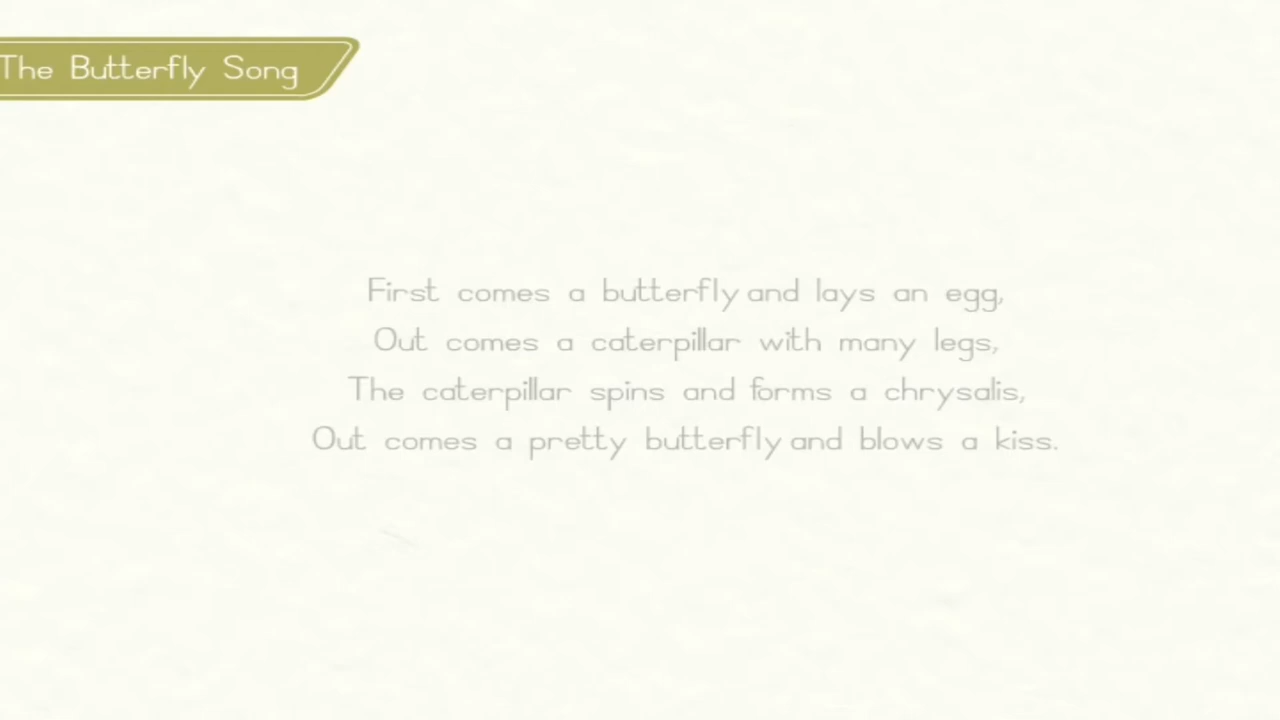 The Butterfly Song
First comes a butterfly and lays an egg,
Out comes a caterpillar with many legs,
The caterpillar spins and forms a chrysalis,
Out comes a pretty butterfly and blows a kiss.